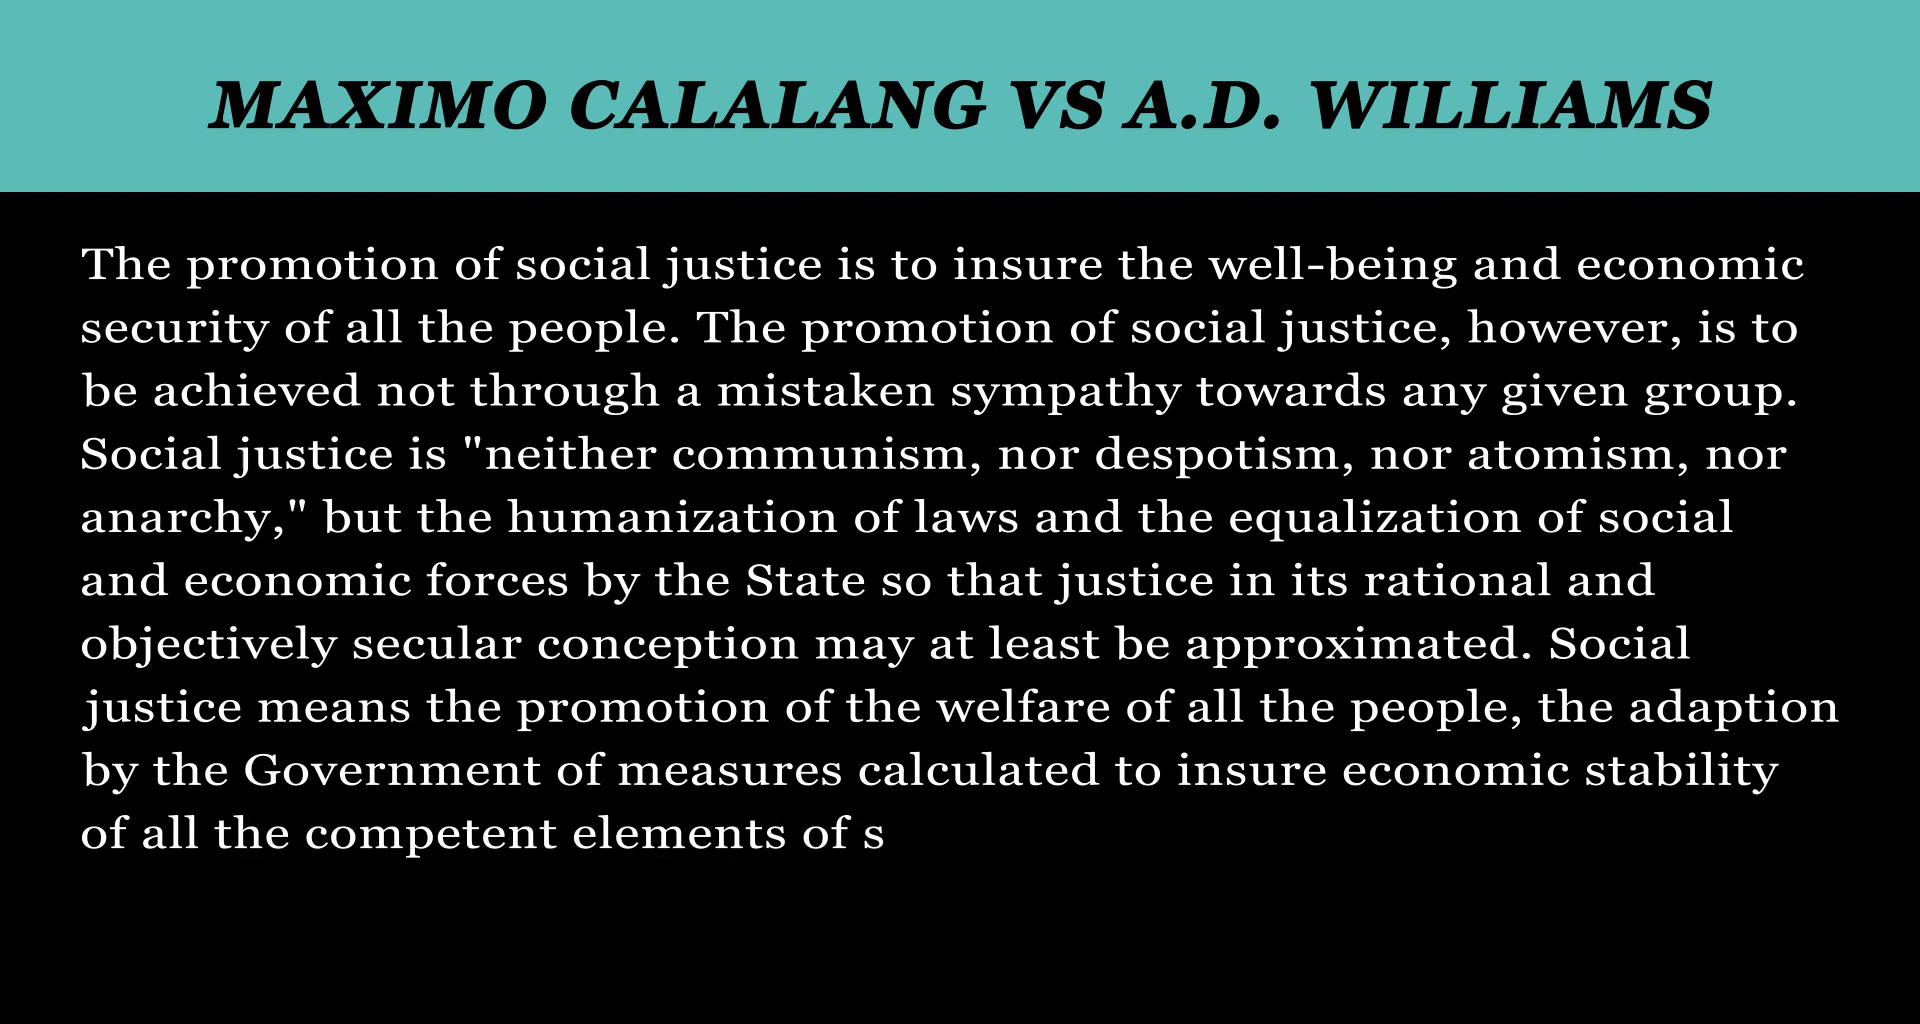 MAXIMO CALALANG VS A.D. WILLIAMS
The promotion of social justice is to insure the well-being and economic
security of all the people. The promotion of social justice, however, is to
be achieved not through a mistaken sympathy towards any given group.
Social justice is "neither communism, nor despotism, nor atomism, nor
anarchy," but the humanization of laws and the equalization of social
and economic forces by the State so that justice in its rational and
objectively secular conception may at least be approximated. Social
justice means the promotion of the welfare of all the people, the adaption
by the Government of measures calculated to insure economic stability
of all the competent elements of s